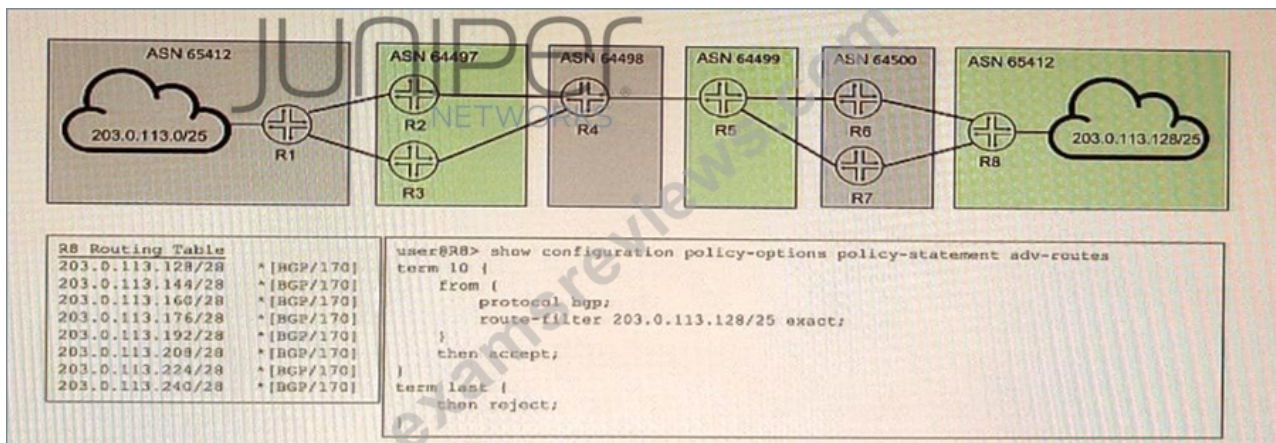 JUNIPER
NETWORKS
ASN 65412
203.0.113.0/25
R1
ASN 64497
R2
R3
ASN 64498
R4
ASN 64499
R5
ASN 64500
R6
R7
ASN 65412
R8
203.0.113.128/25
R8 Routing Table
203.0.113.128/28 *[BGP/170]
203.0.113.144/28 *[BGP/170]
203.0.113.160/28 *[BGP/170]
203.0.113.176/28 *[BGP/170]
203.0.113.192/28 *[BGP/170]
203.0.113.208/28 *[BGP/170]
203.0.113.224/28 *[BGP/170]
203.0.113.240/28 *[BGP/170]
user@R8> show configuration policy-options policy-statement adv-routes
term 10 {
from {
protocol bgp;
route-filter 203.0.113.128/25 exact;
}
then accept;
}
term last {
then reject;
}
examsreviews.com